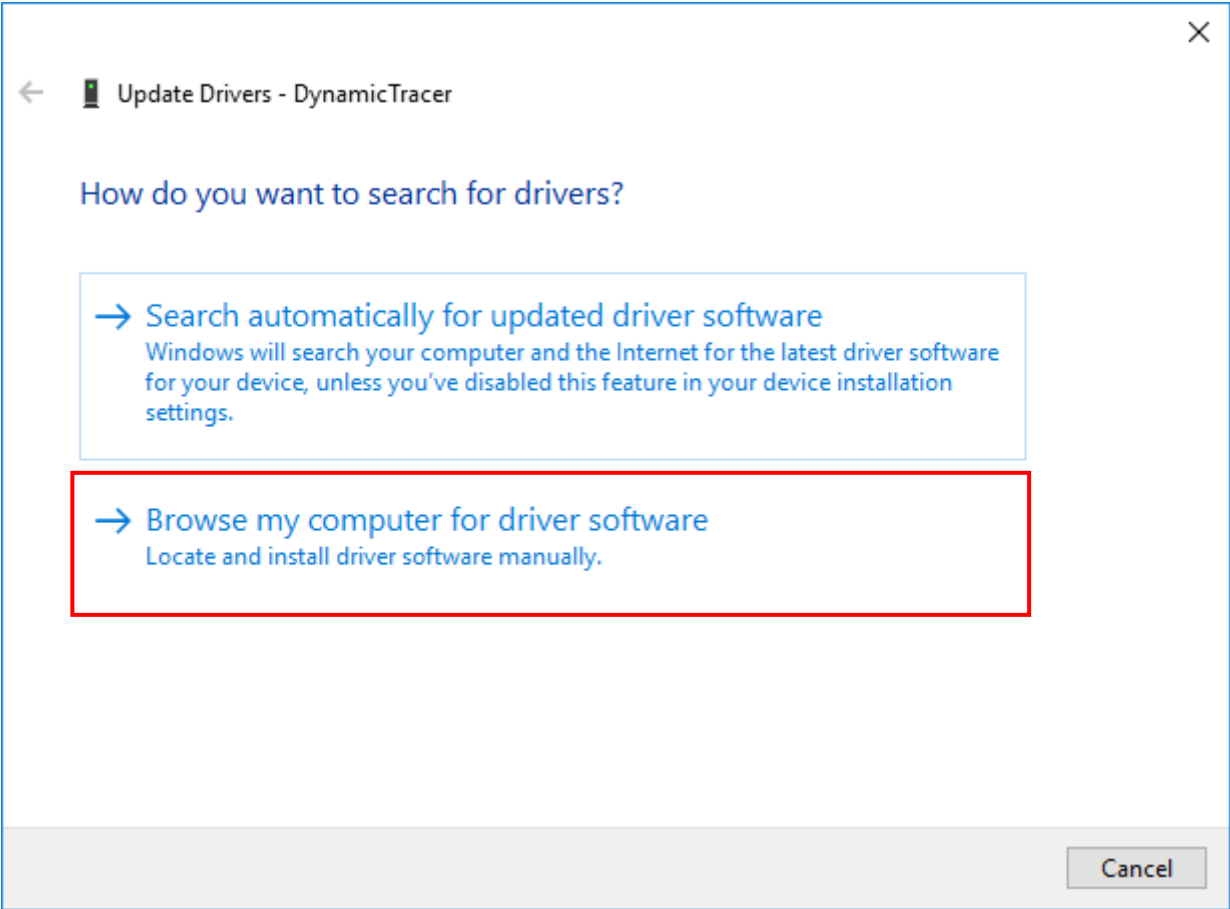 Update Drivers - DynamicTracer
How do you want to search for drivers?
Search automatically for updated driver software
Windows will search your computer and the Internet for the latest driver software
for your device, unless you've disabled this feature in your device installation
settings.
Browse my computer for driver software
Locate and install driver software manually.
Cancel